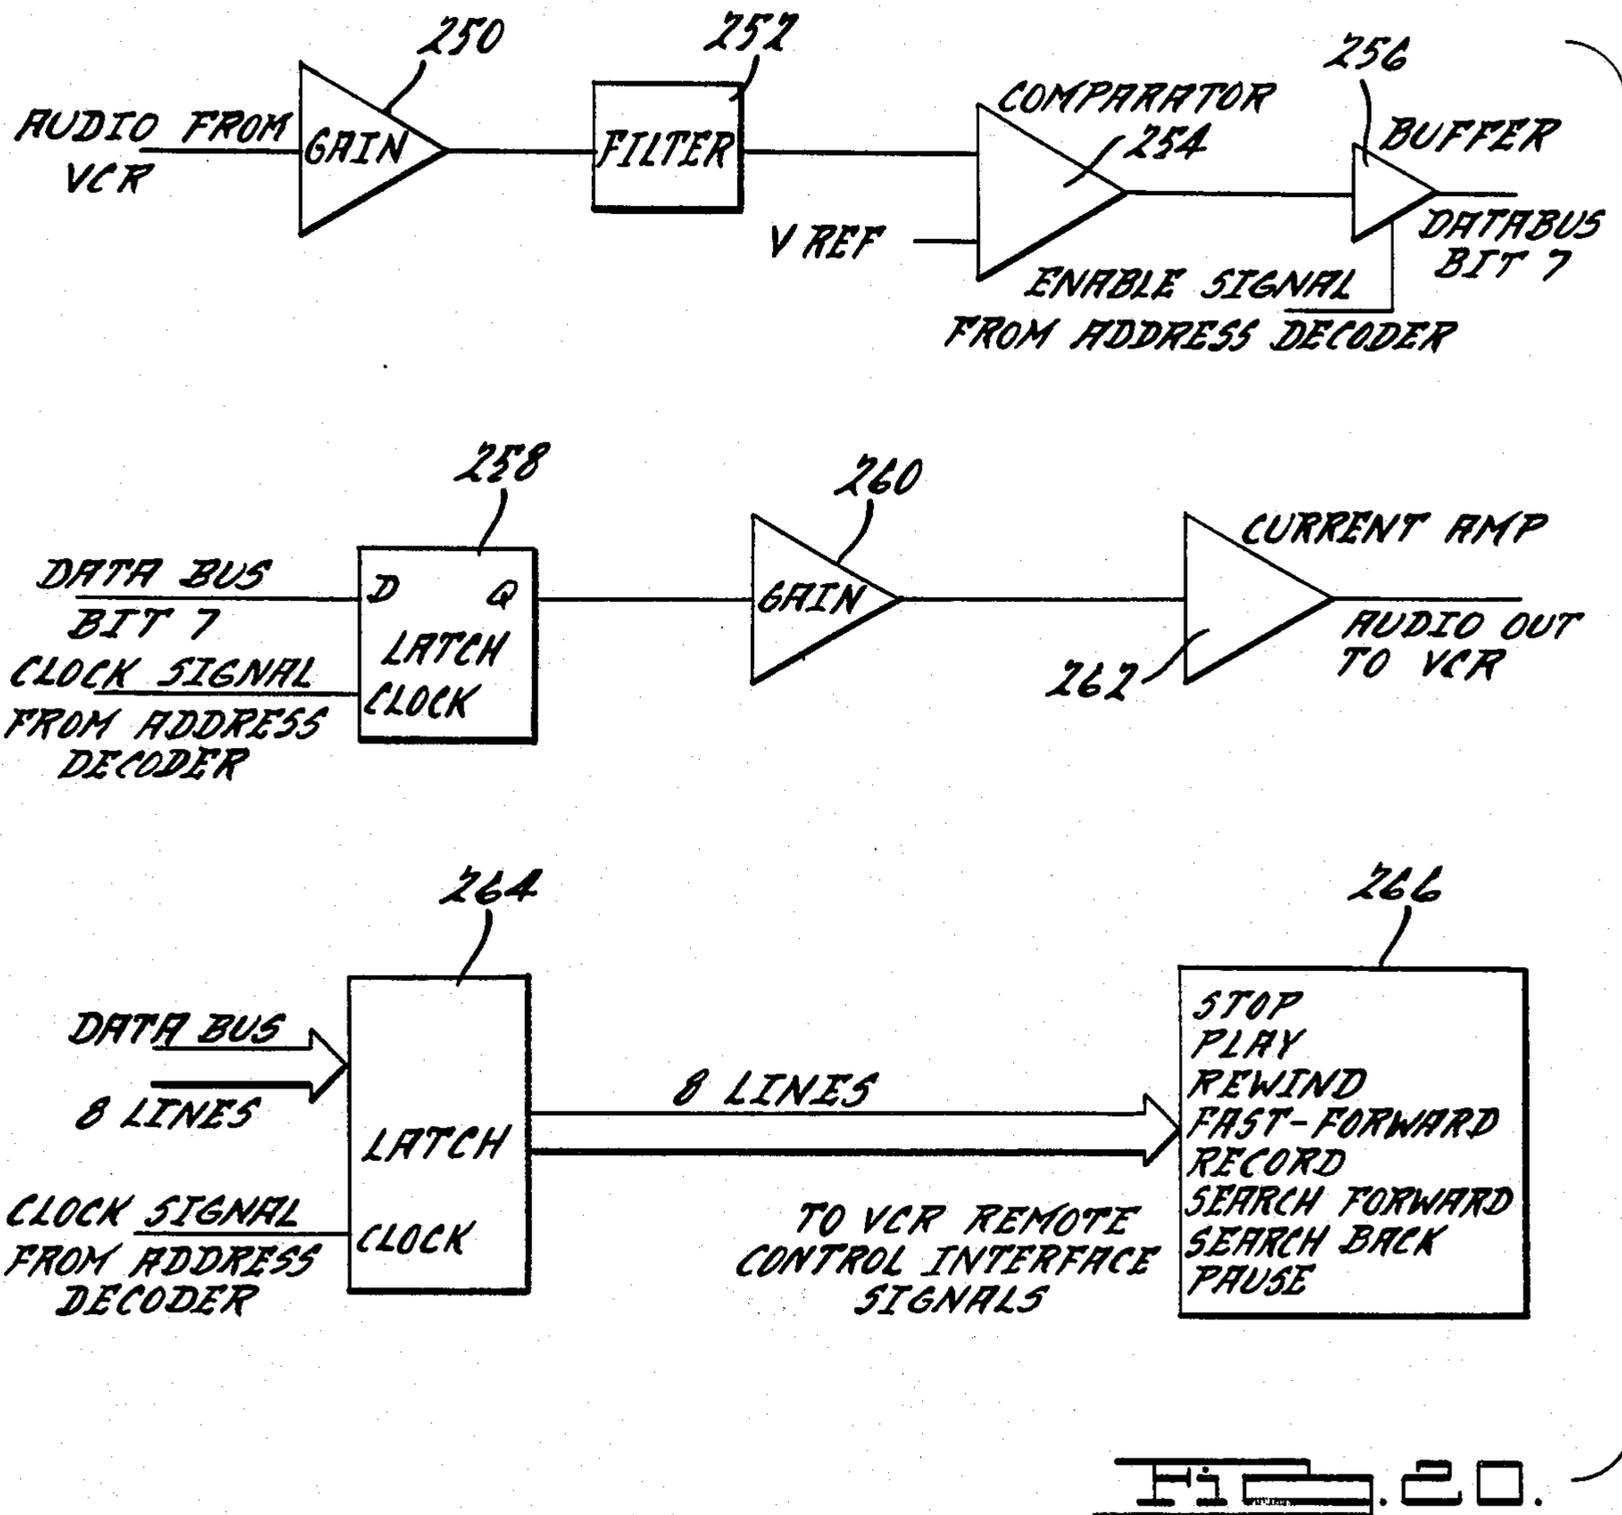 250
252
256
AUDIO FROM
VCR
GAIN
FILTER
COMPARATOR
254
BUFFER
V REF
DATABUS
BIT 7
ENABLE SIGNAL
FROM ADDRESS DECODER
258
260
DATA BUS
BIT 7
CLOCK SIGNAL
FROM ADDRESS
DECODER
D Q
LATCH
CLOCK
GAIN
CURRENT AMP
262
AUDIO OUT
TO VCR
264
266
DATA BUS
8 LINES
CLOCK SIGNAL
FROM ADDRESS
DECODER
LATCH
CLOCK
8 LINES
TO VCR REMOTE
CONTROL INTERFACE
SIGNALS
STOP
PLAY
REWIND
FAST-FORWARD
RECORD
SEARCH FORWARD
SEARCH BACK
PAUSE
Fig. 20.